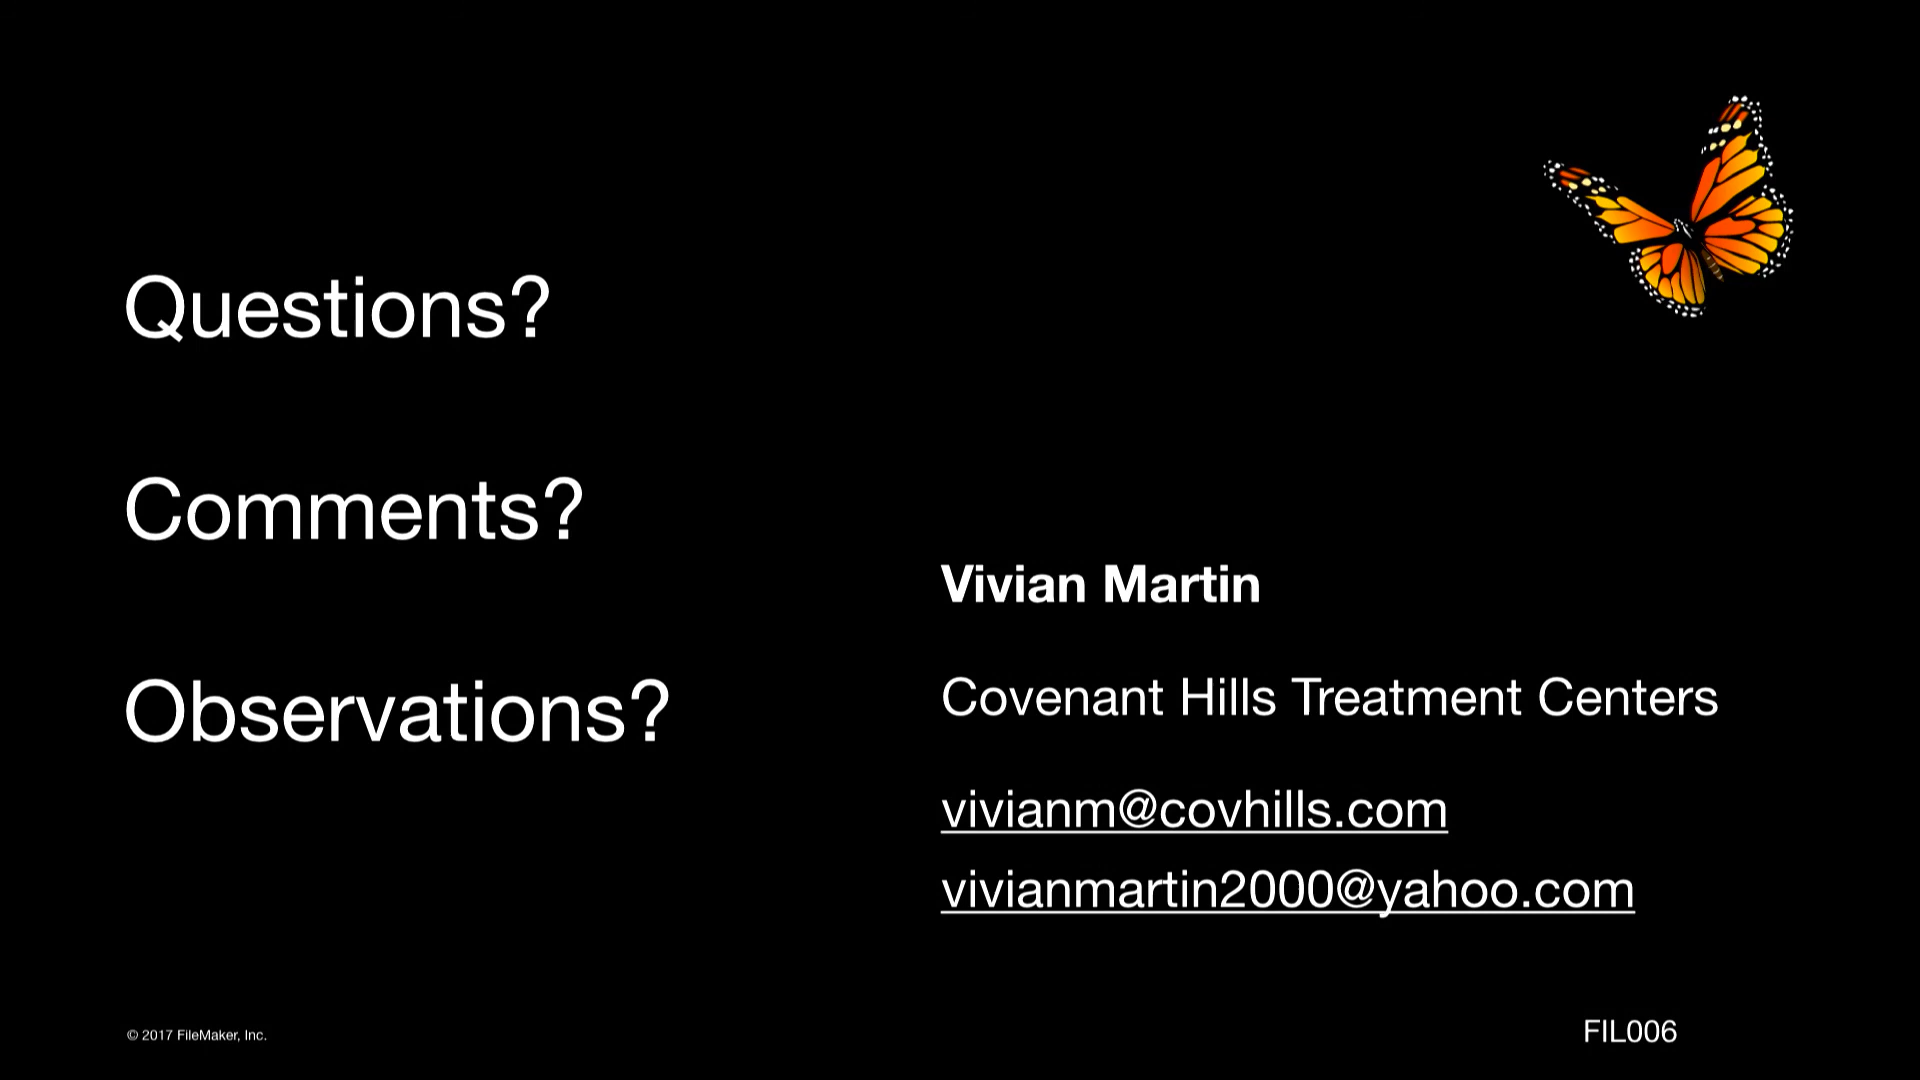 Questions?
Comments?
Observations?
Vivian Martin
Covenant Hills Treatment Centers
vivianm@covhills.com
vivianmartin2000@yahoo.com
© 2017 FileMaker, Inc.
FIL006